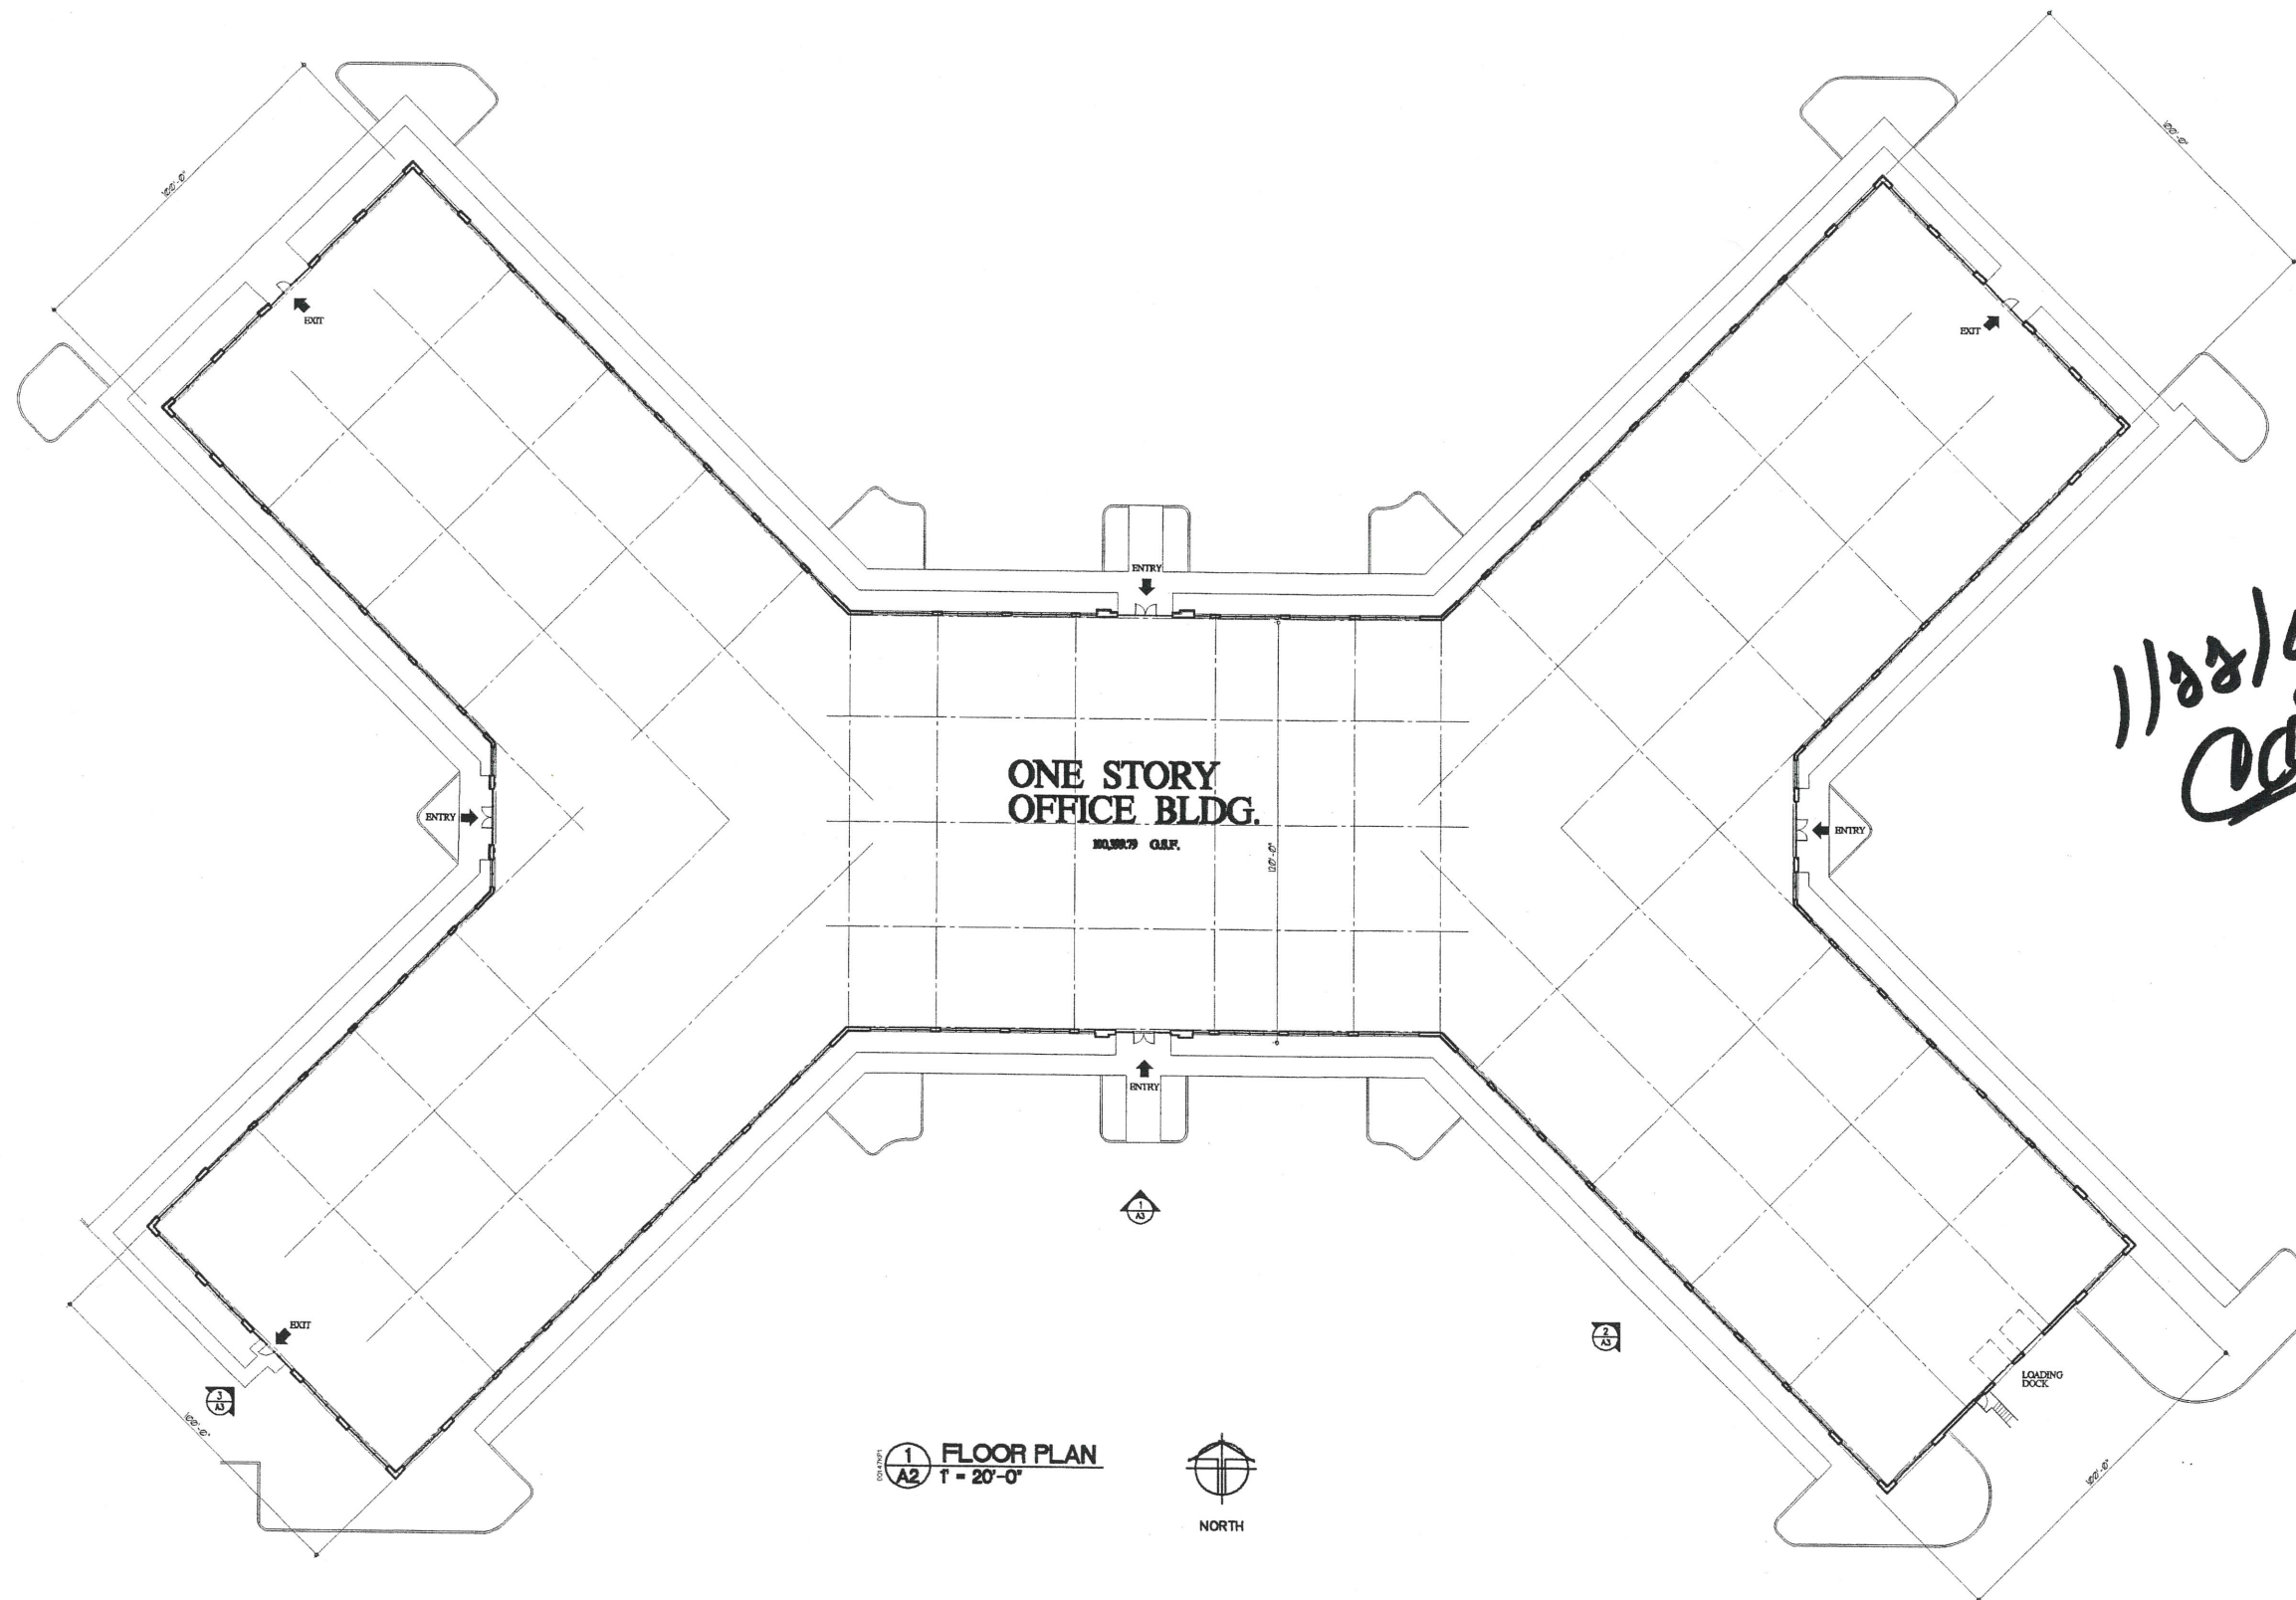 100'-0"
100'-0"
EXIT
EXIT
ENTRY
ONE STORY
OFFICE BLDG.
G.S.F.
120'-0"
ENTRY
ENTRY
ENTRY
1
A3
EXIT
2
A3
3
A3
LOADING
DOCK
100'-0"
100'-0"
1
A2
FLOOR PLAN
1" = 20'-0"
NORTH